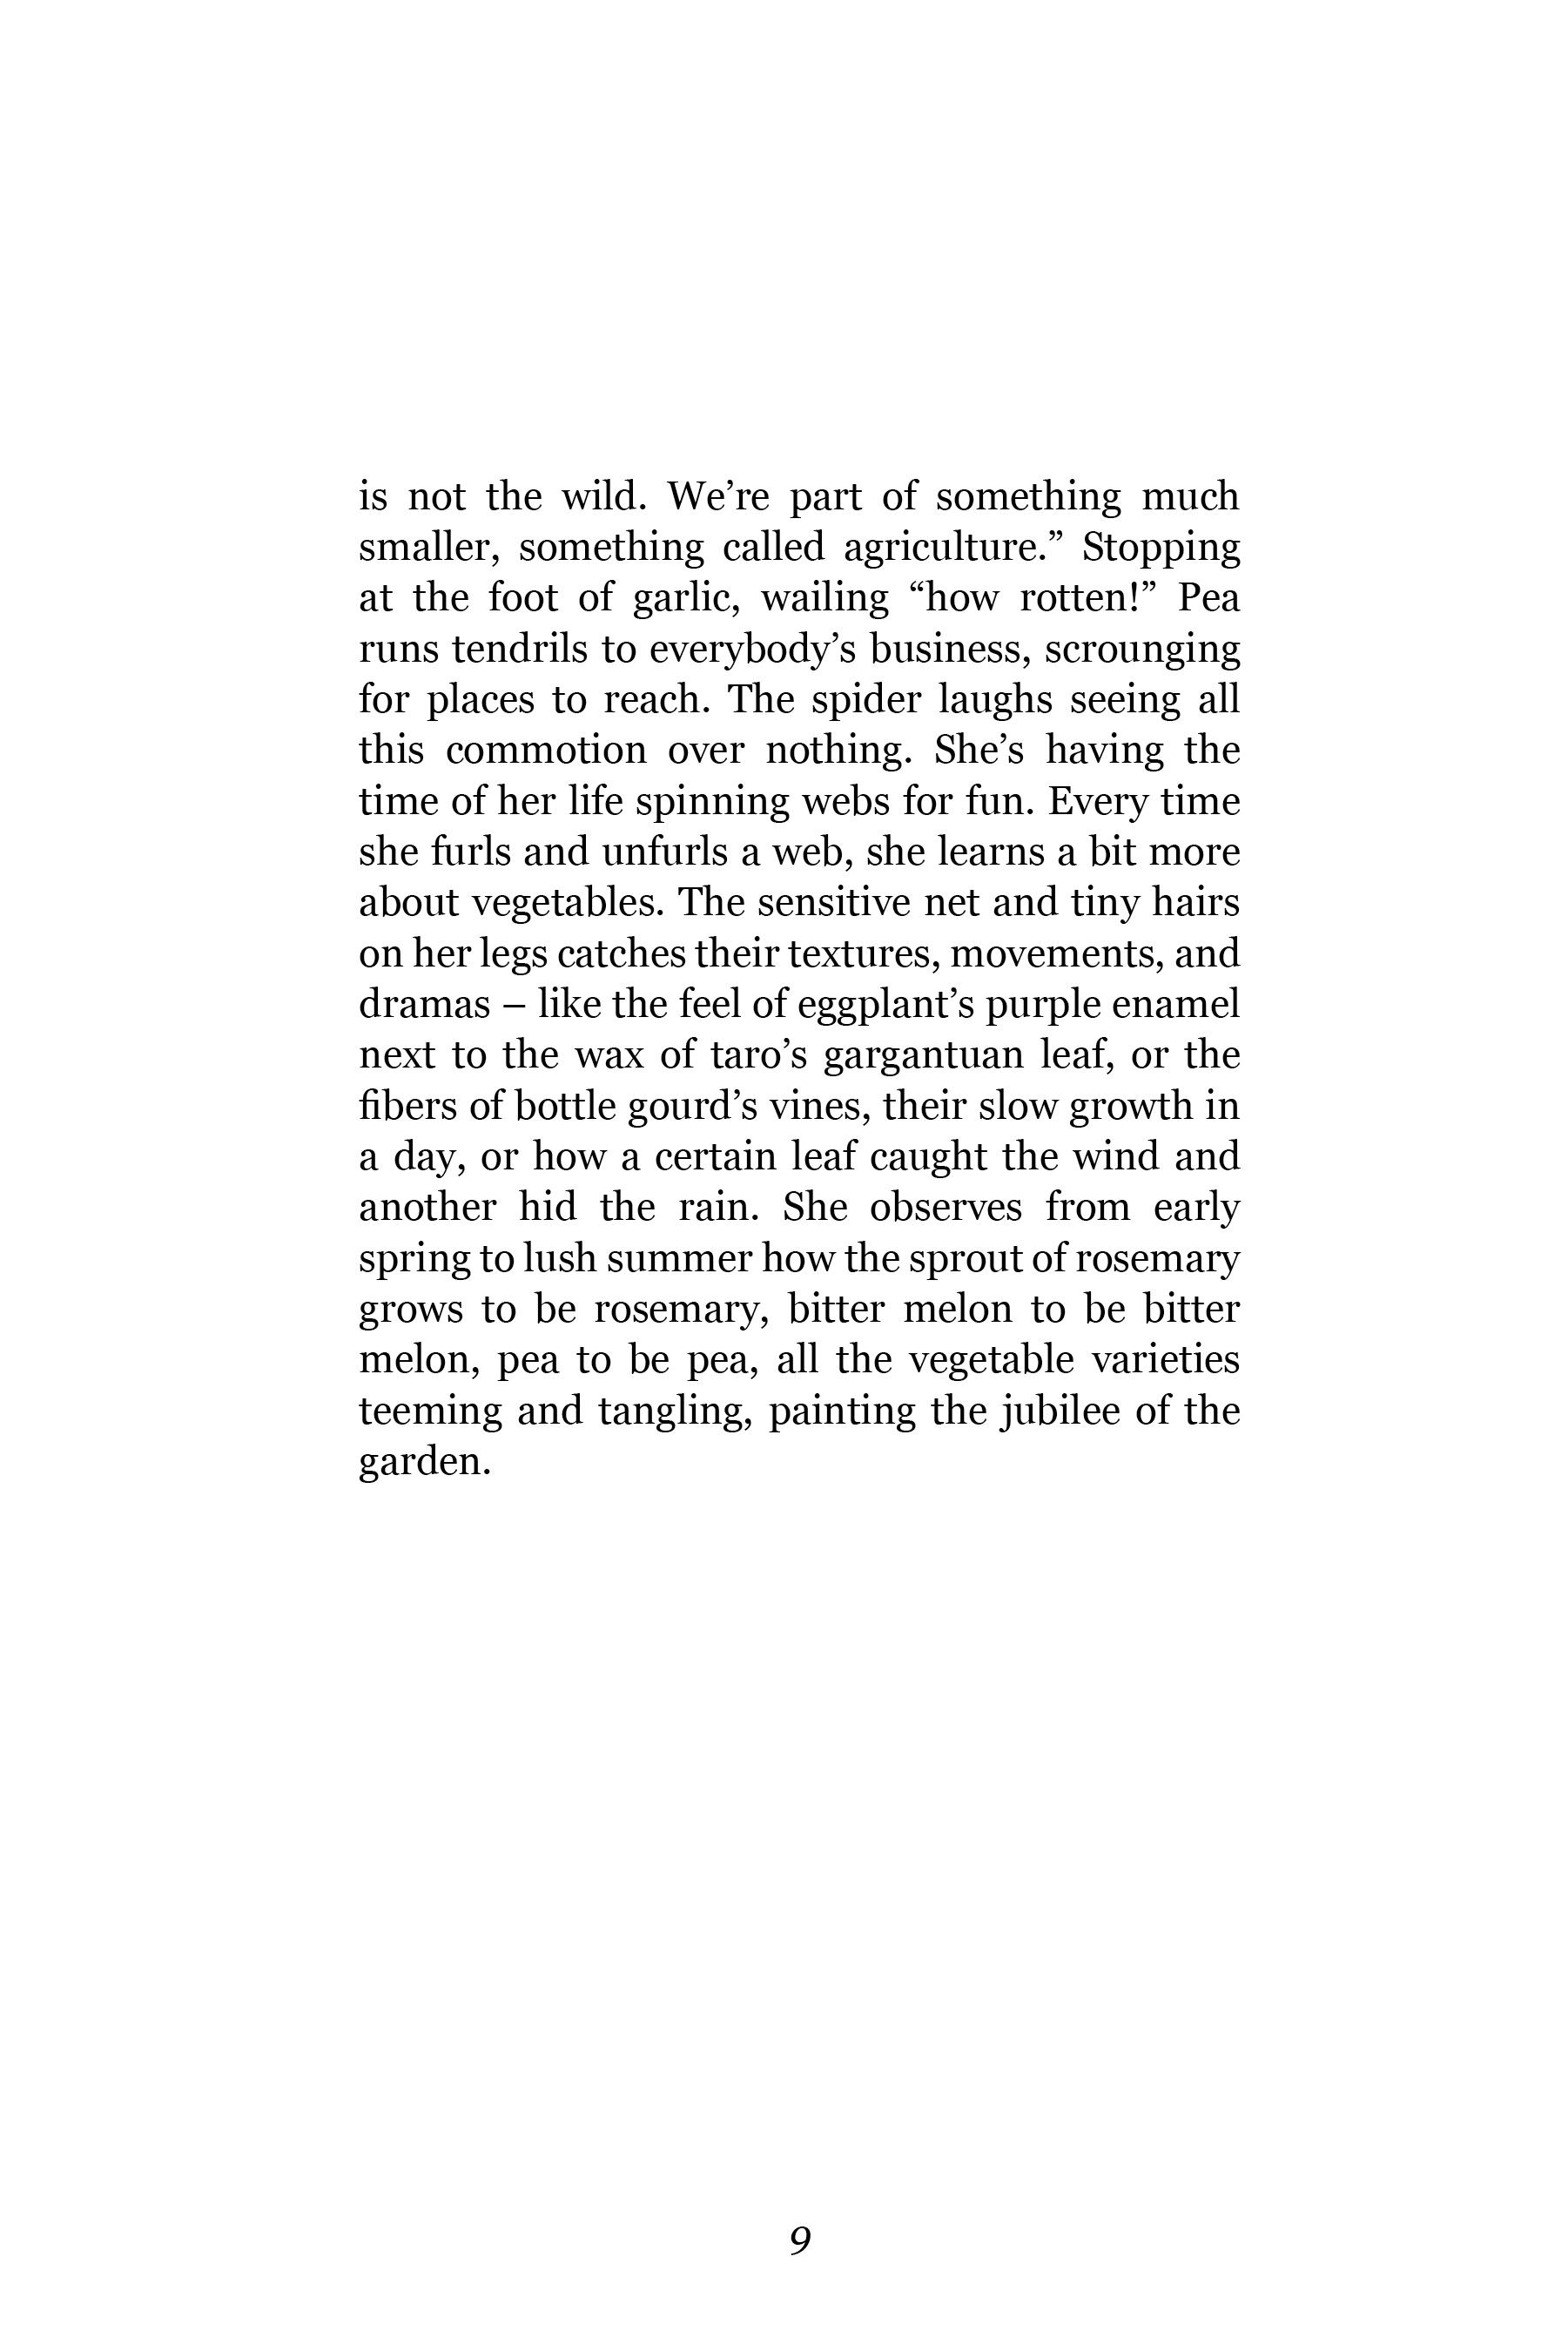 is not the wild. We’re part of something much
smaller, something called agriculture.” Stopping
at the foot of garlic, wailing “how rotten!” Pea
runs tendrils to everybody’s business, scrounging
for places to reach. The spider laughs seeing all
this commotion over nothing. She’s having the
time of her life spinning webs for fun. Every time
she furls and unfurls a web, she learns a bit more
about vegetables. The sensitive net and tiny hairs
on her legs catches their textures, movements, and
dramas – like the feel of eggplant’s purple enamel
next to the wax of taro’s gargantuan leaf, or the
fibers of bottle gourd’s vines, their slow growth in
a day, or how a certain leaf caught the wind and
another hid the rain. She observes from early
spring to lush summer how the sprout of rosemary
grows to be rosemary, bitter melon to be bitter
melon, pea to be pea, all the vegetable varieties
teeming and tangling, painting the jubilee of the
garden.
9